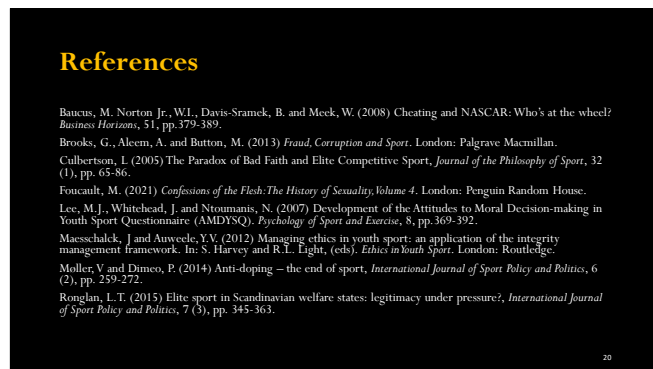 References
Baucus, M. Norton Jr., W.I., Davis-Sramek, B. and Meek, W. (2008) Cheating and NASCAR: Who's at the wheel?
Business Horizons, 51, pp.379-389.
Brooks, G., Aleem, A. and Button, M. (2013) Fraud, Corruption and Sport. London: Palgrave Macmillan.
Culbertson, L (2005) The Paradox of Bad Faith and Elite Competitive Sport, Journal of the Philosophy of Sport, 32
(1), pp. 65-86.
Foucault, M. (2021) Confessions of the Flesh: The History of Sexuality, Volume 4. London: Penguin Random House.
Lee, M.J., Whitehead, J. and Ntoumanis, N. (2007) Development of the Attitudes to Moral Decision-making in
Youth Sport Questionnaire (AMDYSQ). Psychology of Sport and Exercise, 8, pp.369-392.
Maesschalck, J and Auweele, Y.V. (2012) Managing ethics in youth sport: an application of the integrity
management framework. In: S. Harvey and R.L. Light, (eds). Ethics in Youth Sport. London: Routledge.
Møller, V and Dimeo, P. (2014) Anti-doping – the end of sport, International Journal of Sport Policy and Politics, 6
(2), pp. 259-272.
Ronglan, L.T. (2015) Elite sport in Scandinavian welfare states: legitimacy under pressure?, International Journal
of Sport Policy and Politics, 7 (3), pp. 345-363.
20